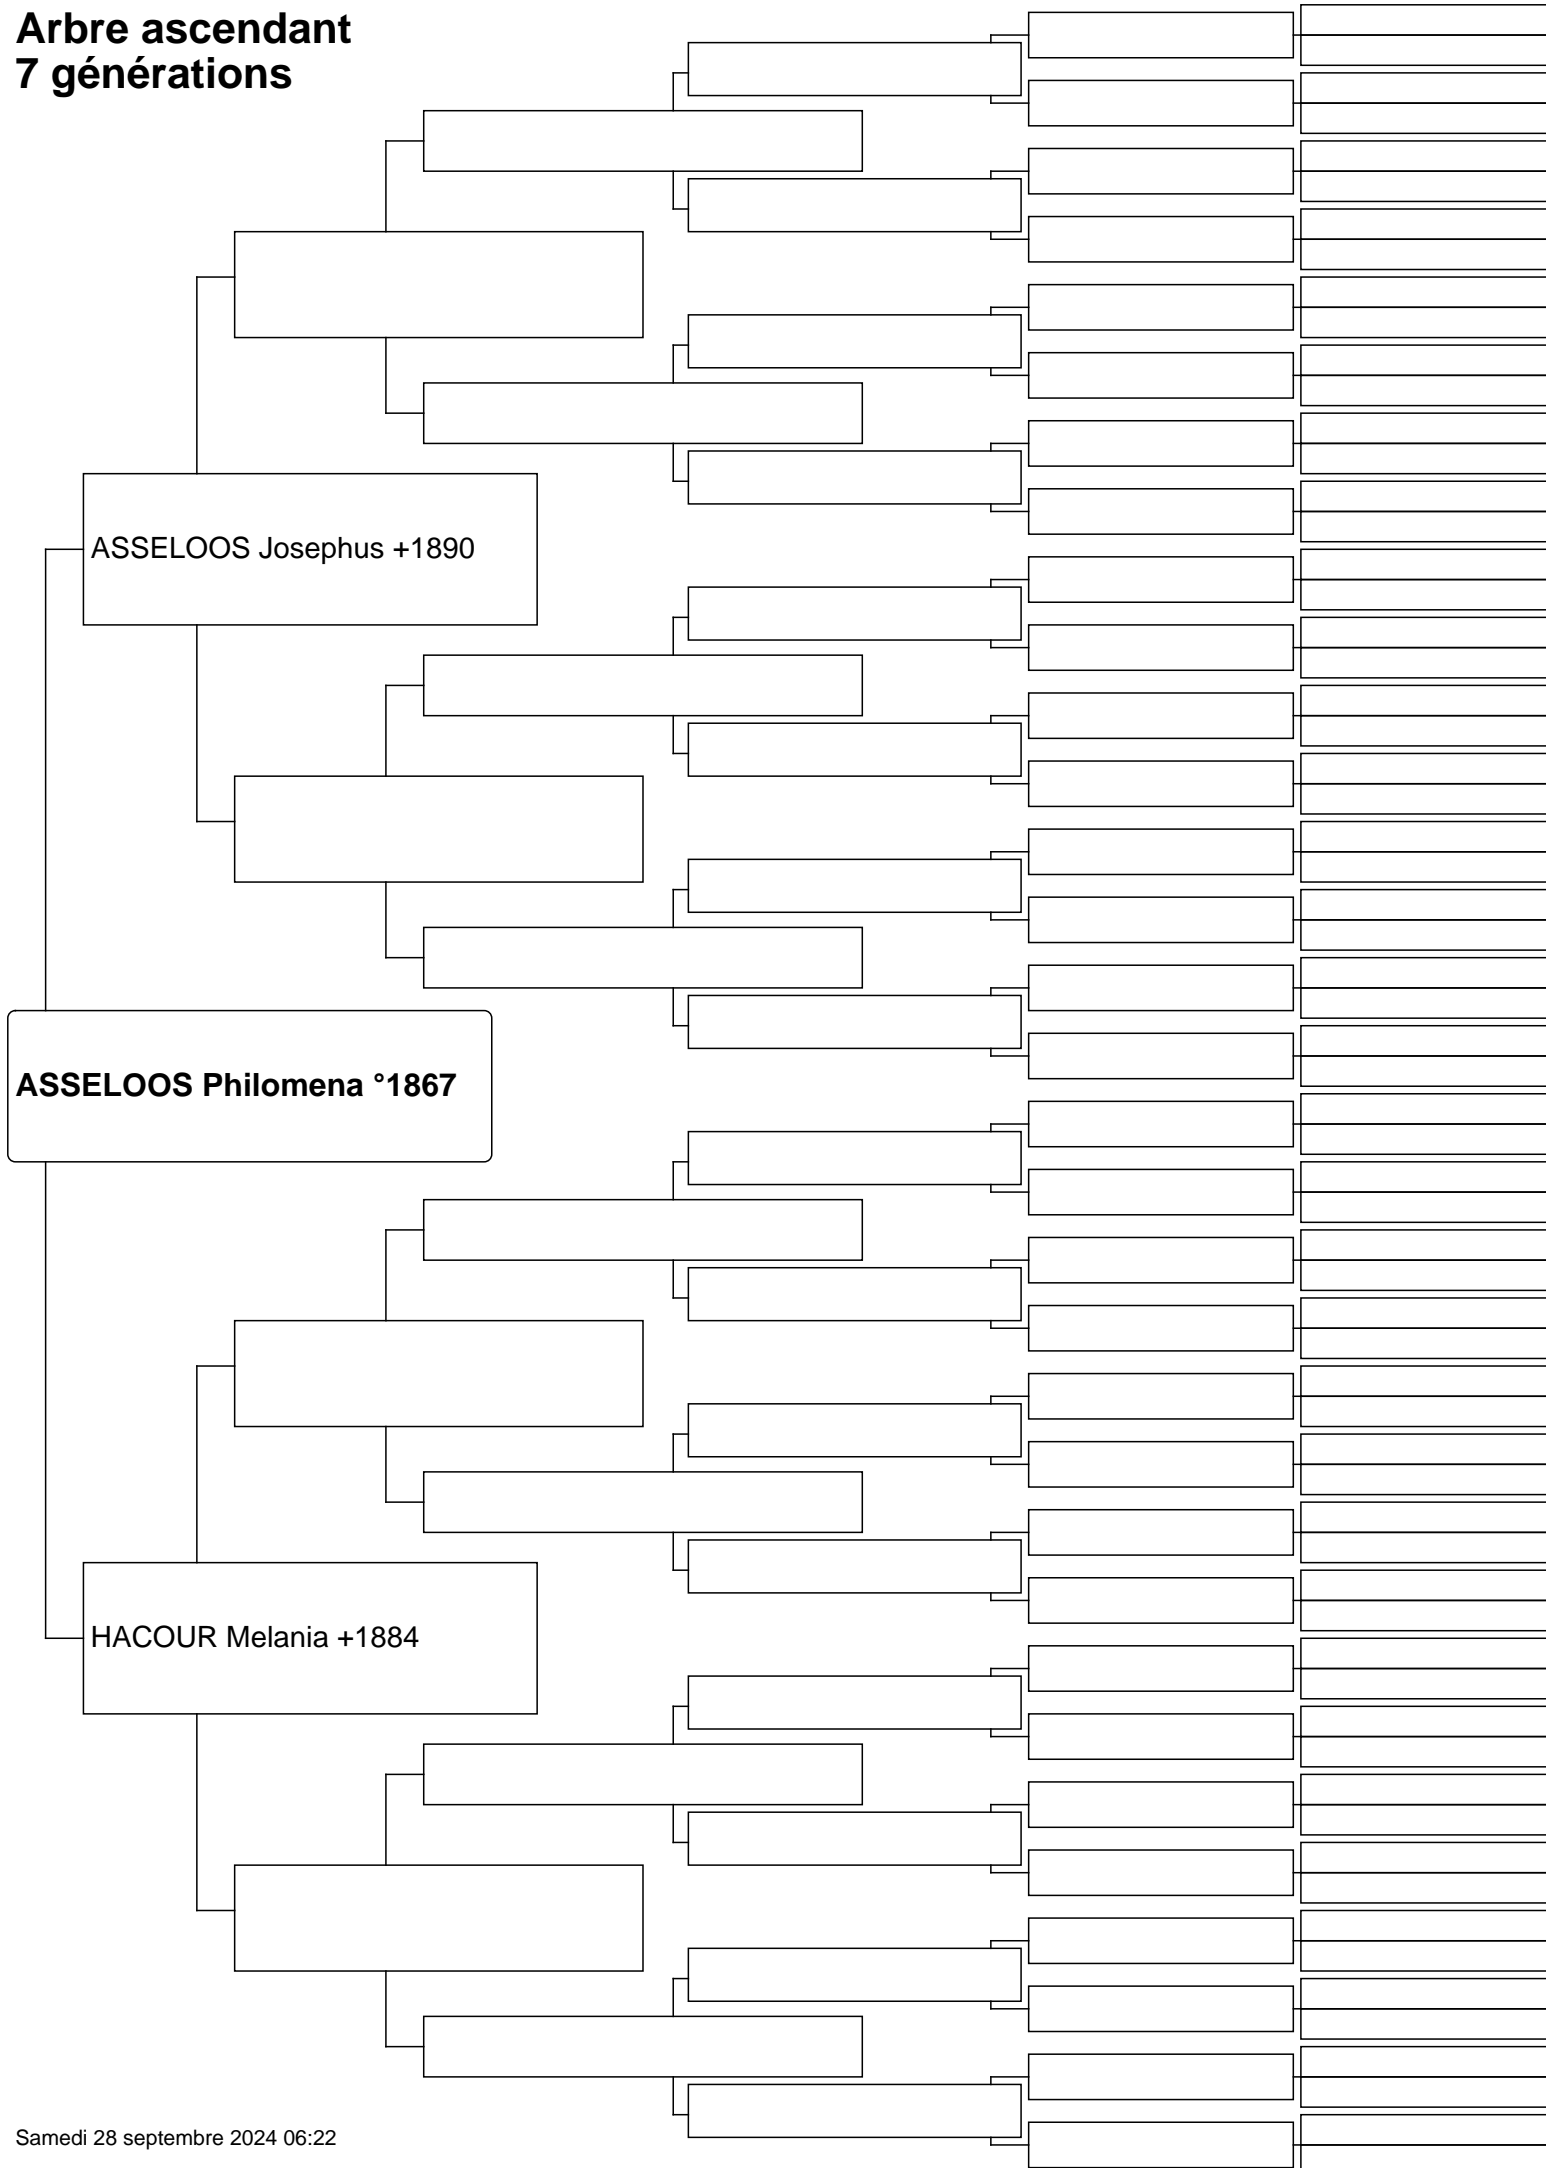 Arbre ascendant
7 générations
ASSELOOS Josephus +1890
ASSELOOS Philomena °1867
HACOUR Melania +1884
Samedi 28 septembre 2024 06:22